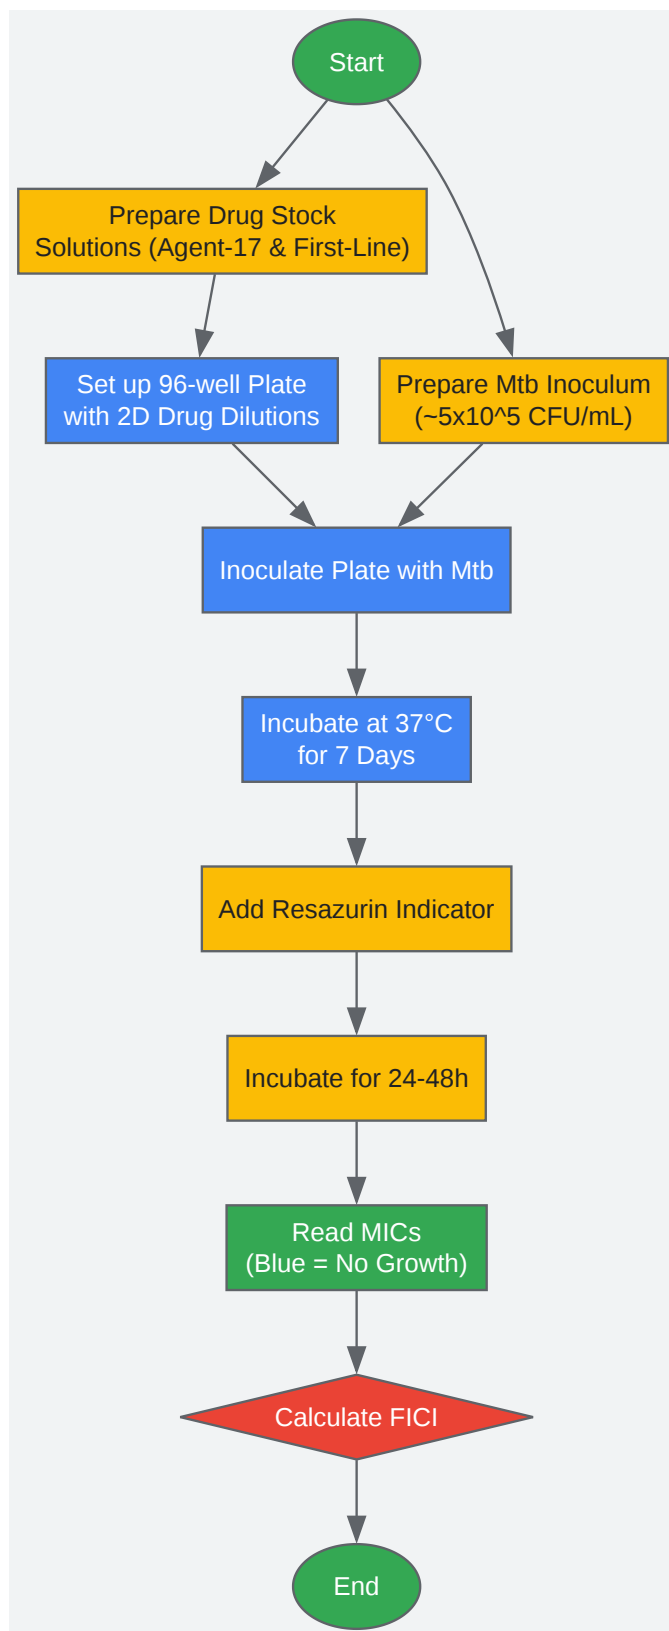 Start
Prepare Drug Stock
Solutions (Agent-17 & First-Line)
Set up 96-well Plate
with 2D Drug Dilutions
Prepare Mtb Inoculum
(~5x10^5 CFU/mL)
Inoculate Plate with Mtb
Incubate at 37°C
for 7 Days
Add Resazurin Indicator
Incubate for 24-48h
Read MICs
(Blue = No Growth)
Calculate FICI
End